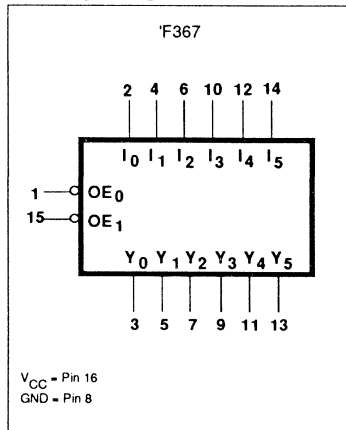 'F367
2 4 6 10 12 14
I0 I1 I2 I3 I4 I5
1 OE0
15 OE1
Y0 Y1 Y2 Y3 Y4 Y5
3 5 7 9 11 13
VCC = Pin 16
GND = Pin 8